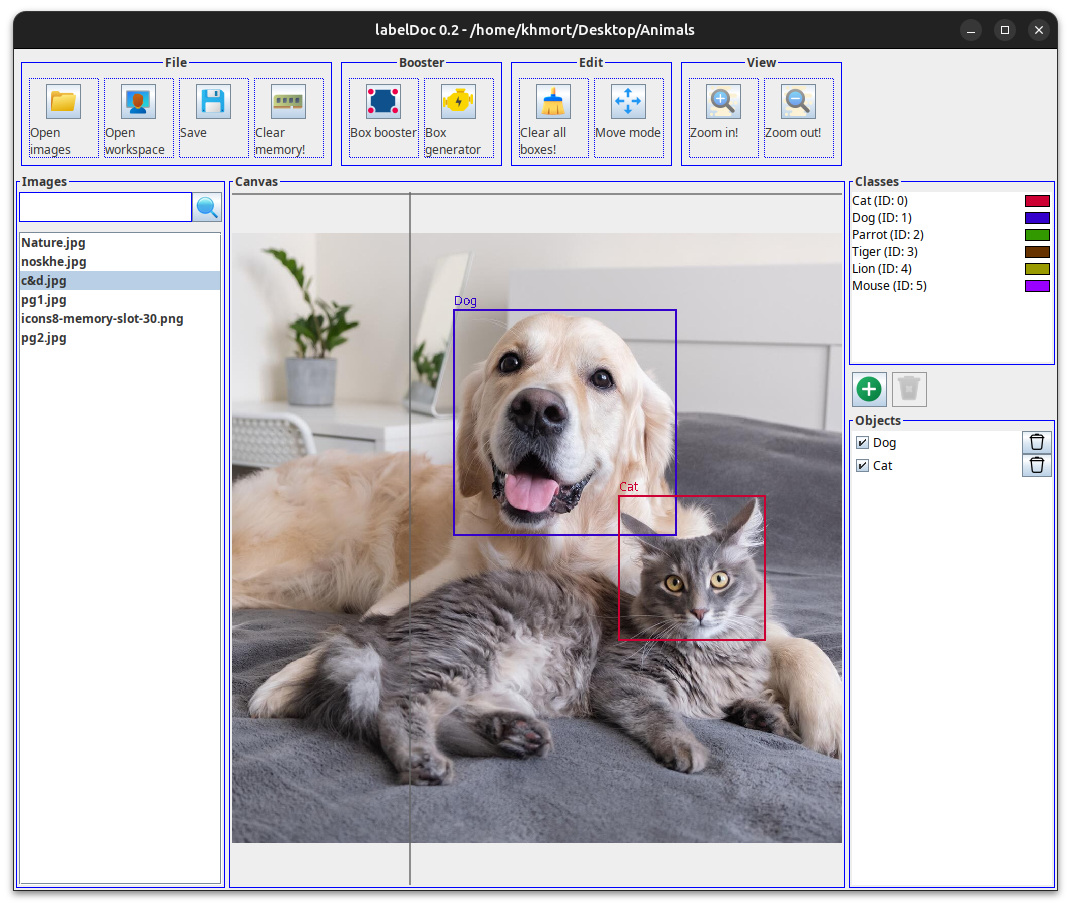 labelDoc 0.2 - /home/khmort/Desktop/Animals
File
Booster
Edit
View
Open images
Open workspace
Save
Clear memory!
Box booster
Box generator
Clear all boxes!
Move mode
Zoom in!
Zoom out!
Images
Nature.jpg
noskhe.jpg
c&d.jpg
pg1.jpg
icons8-memory-slot-30.png
pg2.jpg
Canvas
Dog
Cat
Classes
Cat (ID: 0)
Dog (ID: 1)
Parrot (ID: 2)
Tiger (ID: 3)
Lion (ID: 4)
Mouse (ID: 5)
Objects
Dog
Cat